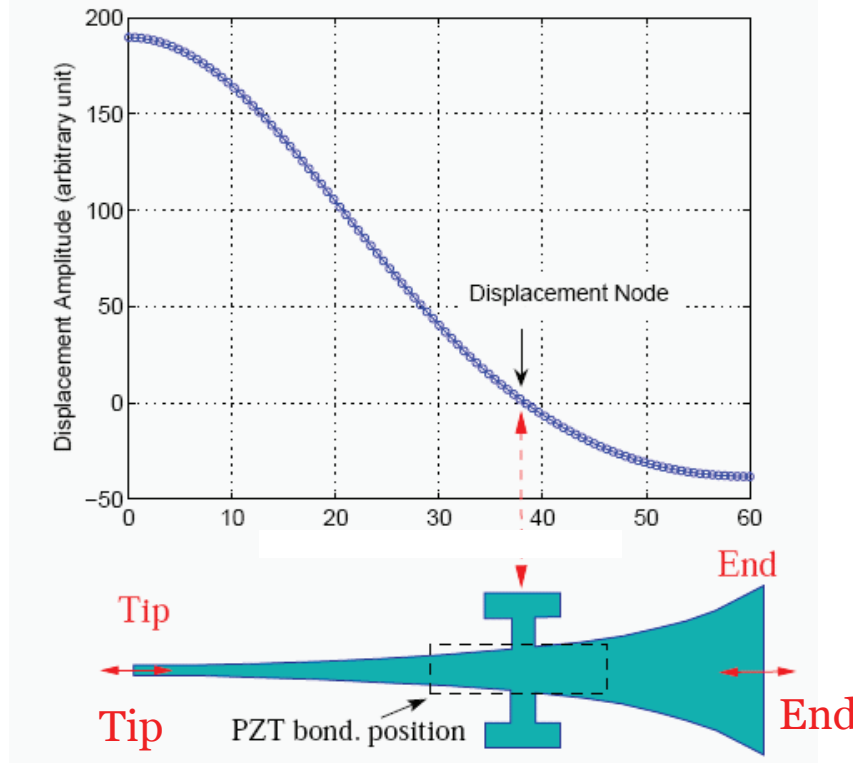 200
150
100
50
0
−50
Displacement Amplitude (arbitrary unit)
Displacement Node
0 10 20 30 40 50 60
End
Tip
Tip
PZT bond. position
End